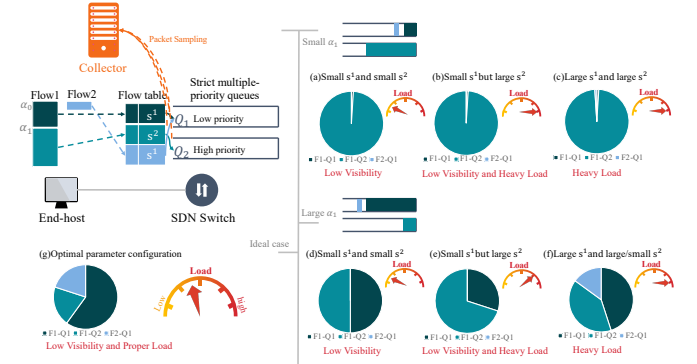 Packet Sampling
Collector
Flow1
Flow2
Flow table
Strict multiple-
priority queues
α₀
α₁
s¹
s²
s¹
Q₁
Low priority
Q₂
High priority
End-host
SDN Switch
Ideal case
Small α₁
(a)Small s¹and small s²
Load
F1-Q1 F1-Q2 F2-Q1
Low Visibility
(b)Small s¹but large s²
Load
F1-Q1 F1-Q2 F2-Q1
Low Visibility and Heavy Load
(c)Large s¹and large s²
Load
F1-Q1 F1-Q2 F2-Q1
Heavy Load
Large α₁
(d)Small s¹and small s²
Load
F1-Q1 F1-Q2 F2-Q1
Low Visibility
(e)Small s¹but large s²
Load
F1-Q1 F1-Q2 F2-Q1
Low Visibility and Heavy Load
(f)Large s¹and large/small s²
Load
F1-Q1 F1-Q2 F2-Q1
Heavy Load
(g)Optimal parameter configuration
Load
Low
high
F1-Q1 F1-Q2 F2-Q1
Low Visibility and Proper Load